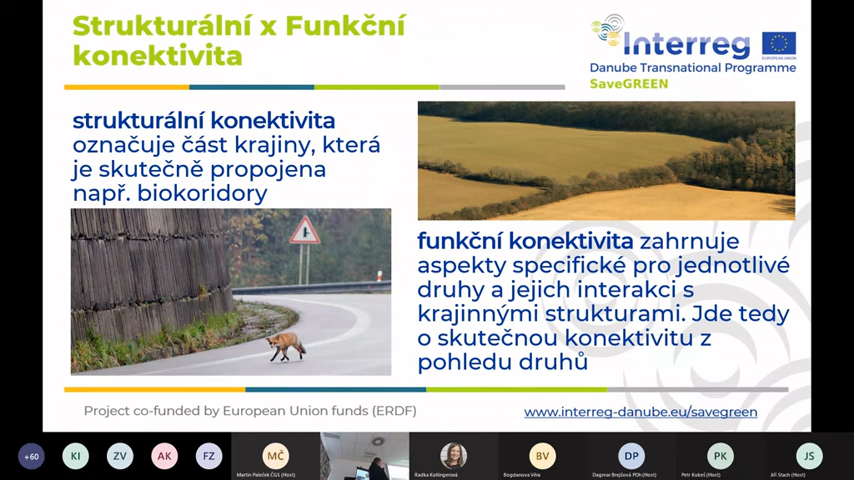 Strukturální x Funkční
konektivita
Interreg
EUROPEAN UNION
Danube Transnational Programme
SaveGREEN
strukturální konektivita
označuje část krajiny, která
je skutečně propojena
např. biokoridory
funkční konektivita zahrnuje
aspekty specifické pro jednotlivé
druhy a jejich interakci s
krajinnými strukturami. Jde tedy
o skutečnou konektivitu z
pohledu druhů
Project co-funded by European Union funds (ERDF)
www.interreg-danube.eu/savegreen
+60
KI
ZV
AK
FZ
MČ
BV
DP
PK
JS
Martin Paleček ČGS (Host)
Radka Kollingerová
Bogdanova Věra
Dagmar Brejšová POh (Host)
Petr Kokeš (Host)
Jiří Stach (Host)